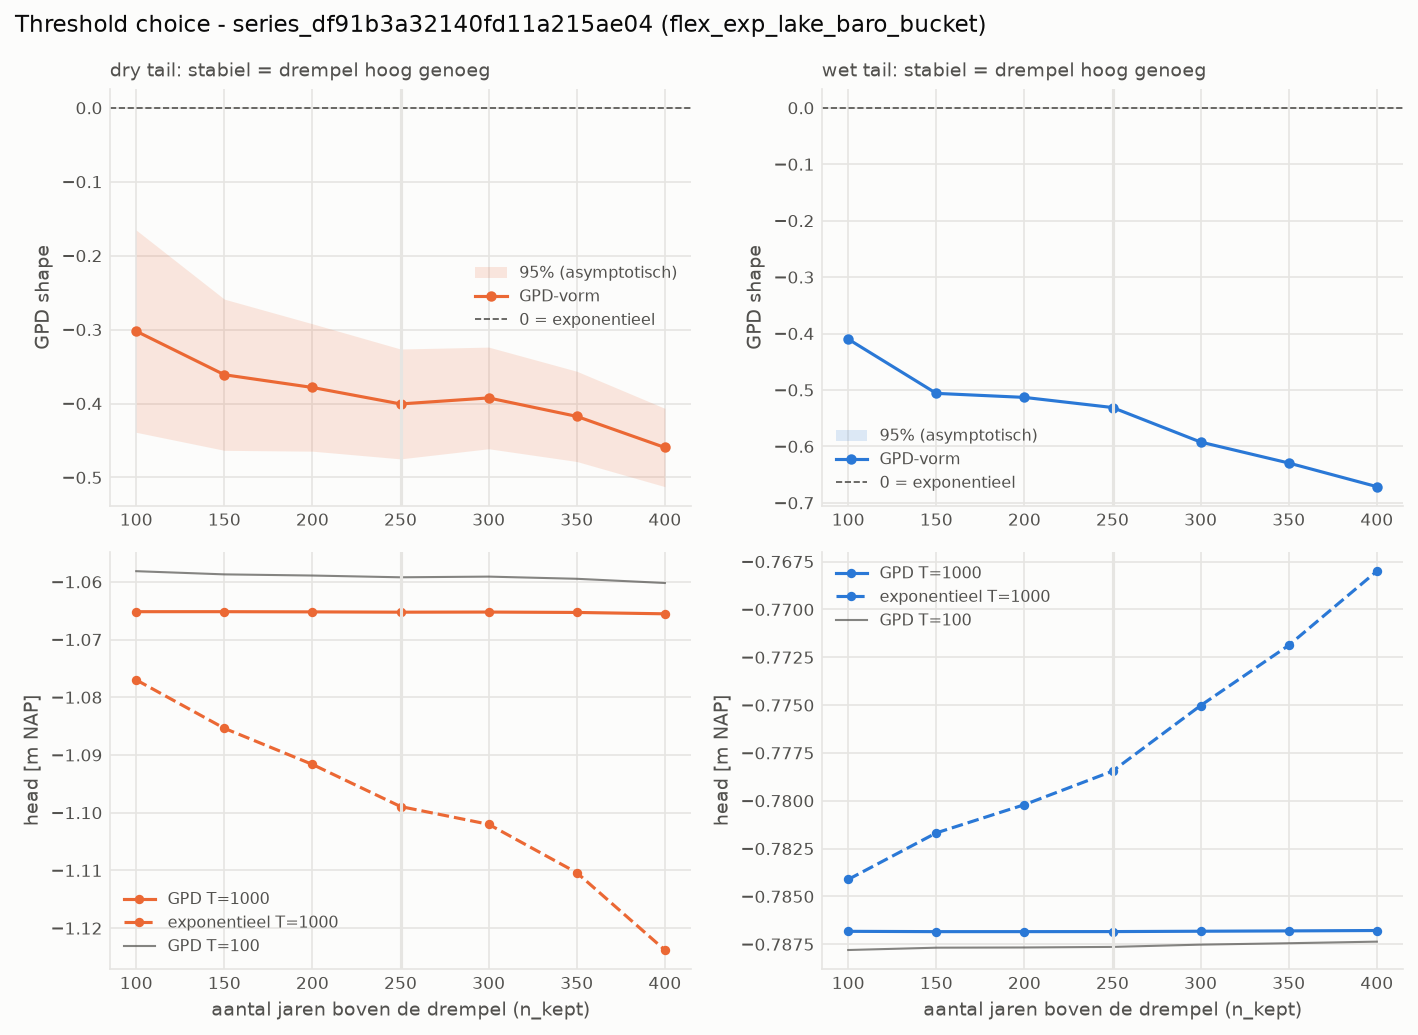 Threshold choice - series_df91b3a32140fd11a215ae04 (flex_exp_lake_baro_bucket)
dry tail: stabiel = drempel hoog genoeg
GPD shape
0.0
−0.1
−0.2
−0.3
−0.4
−0.5
95% (asymptotisch)
GPD-vorm
0 = exponentieel
100 150 200 250 300 350 400
wet tail: stabiel = drempel hoog genoeg
GPD shape
0.0
−0.1
−0.2
−0.3
−0.4
−0.5
−0.6
−0.7
95% (asymptotisch)
GPD-vorm
0 = exponentieel
100 150 200 250 300 350 400
head [m NAP]
−1.06
−1.07
−1.08
−1.09
−1.10
−1.11
−1.12
GPD T=1000
exponentieel T=1000
GPD T=100
100 150 200 250 300 350 400
aantal jaren boven de drempel (n_kept)
head [m NAP]
−0.7675
−0.7700
−0.7725
−0.7750
−0.7775
−0.7800
−0.7825
−0.7850
−0.7875
GPD T=1000
exponentieel T=1000
GPD T=100
100 150 200 250 300 350 400
aantal jaren boven de drempel (n_kept)